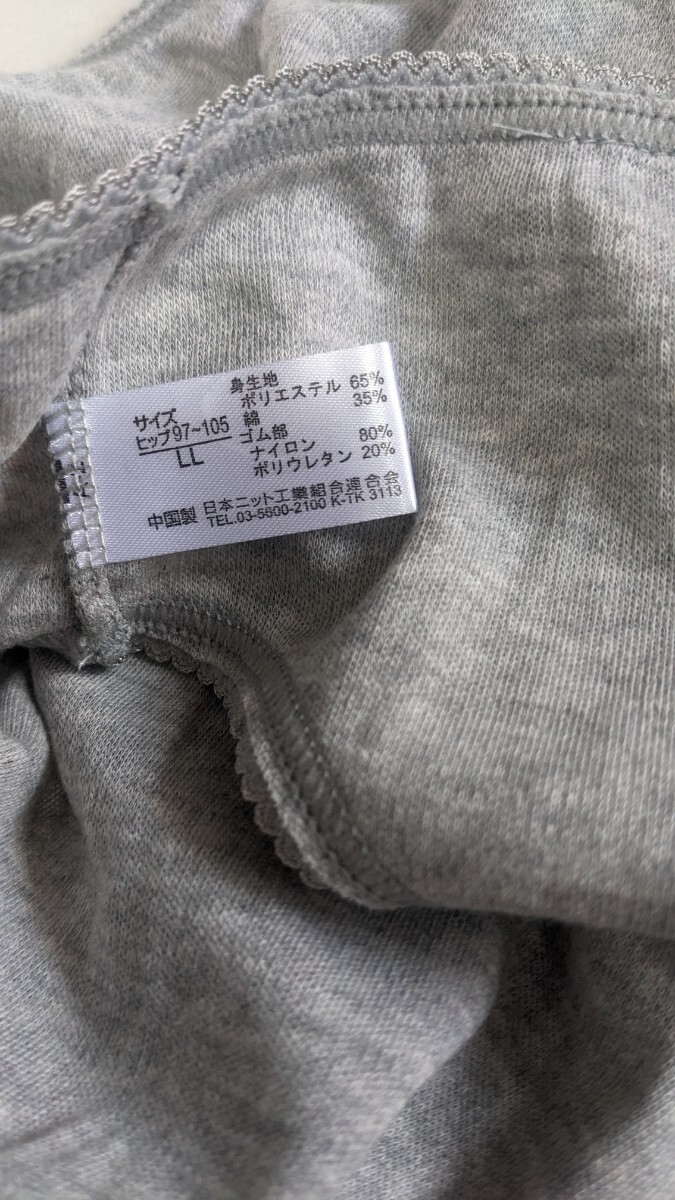 サイズ
ヒップ97~105
LL
身生地
ポリエステル 65%
綿 35%
ゴム部
ナイロン 80%
ポリウレタン 20%
中国製 日本ニット工業組合連合会
TEL.03-5600-2100 K-TK 3113